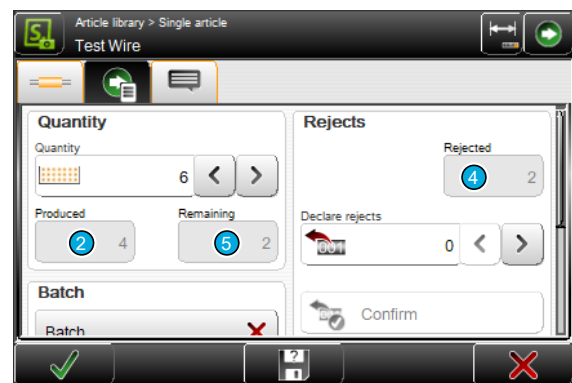 Article library > Single article
Test Wire
Quantity
Quantity
6
Produced
Remaining
2 4
5 2
Batch
Batch
Rejects
Rejected
4 2
Declare rejects
001
0
Confirm
?